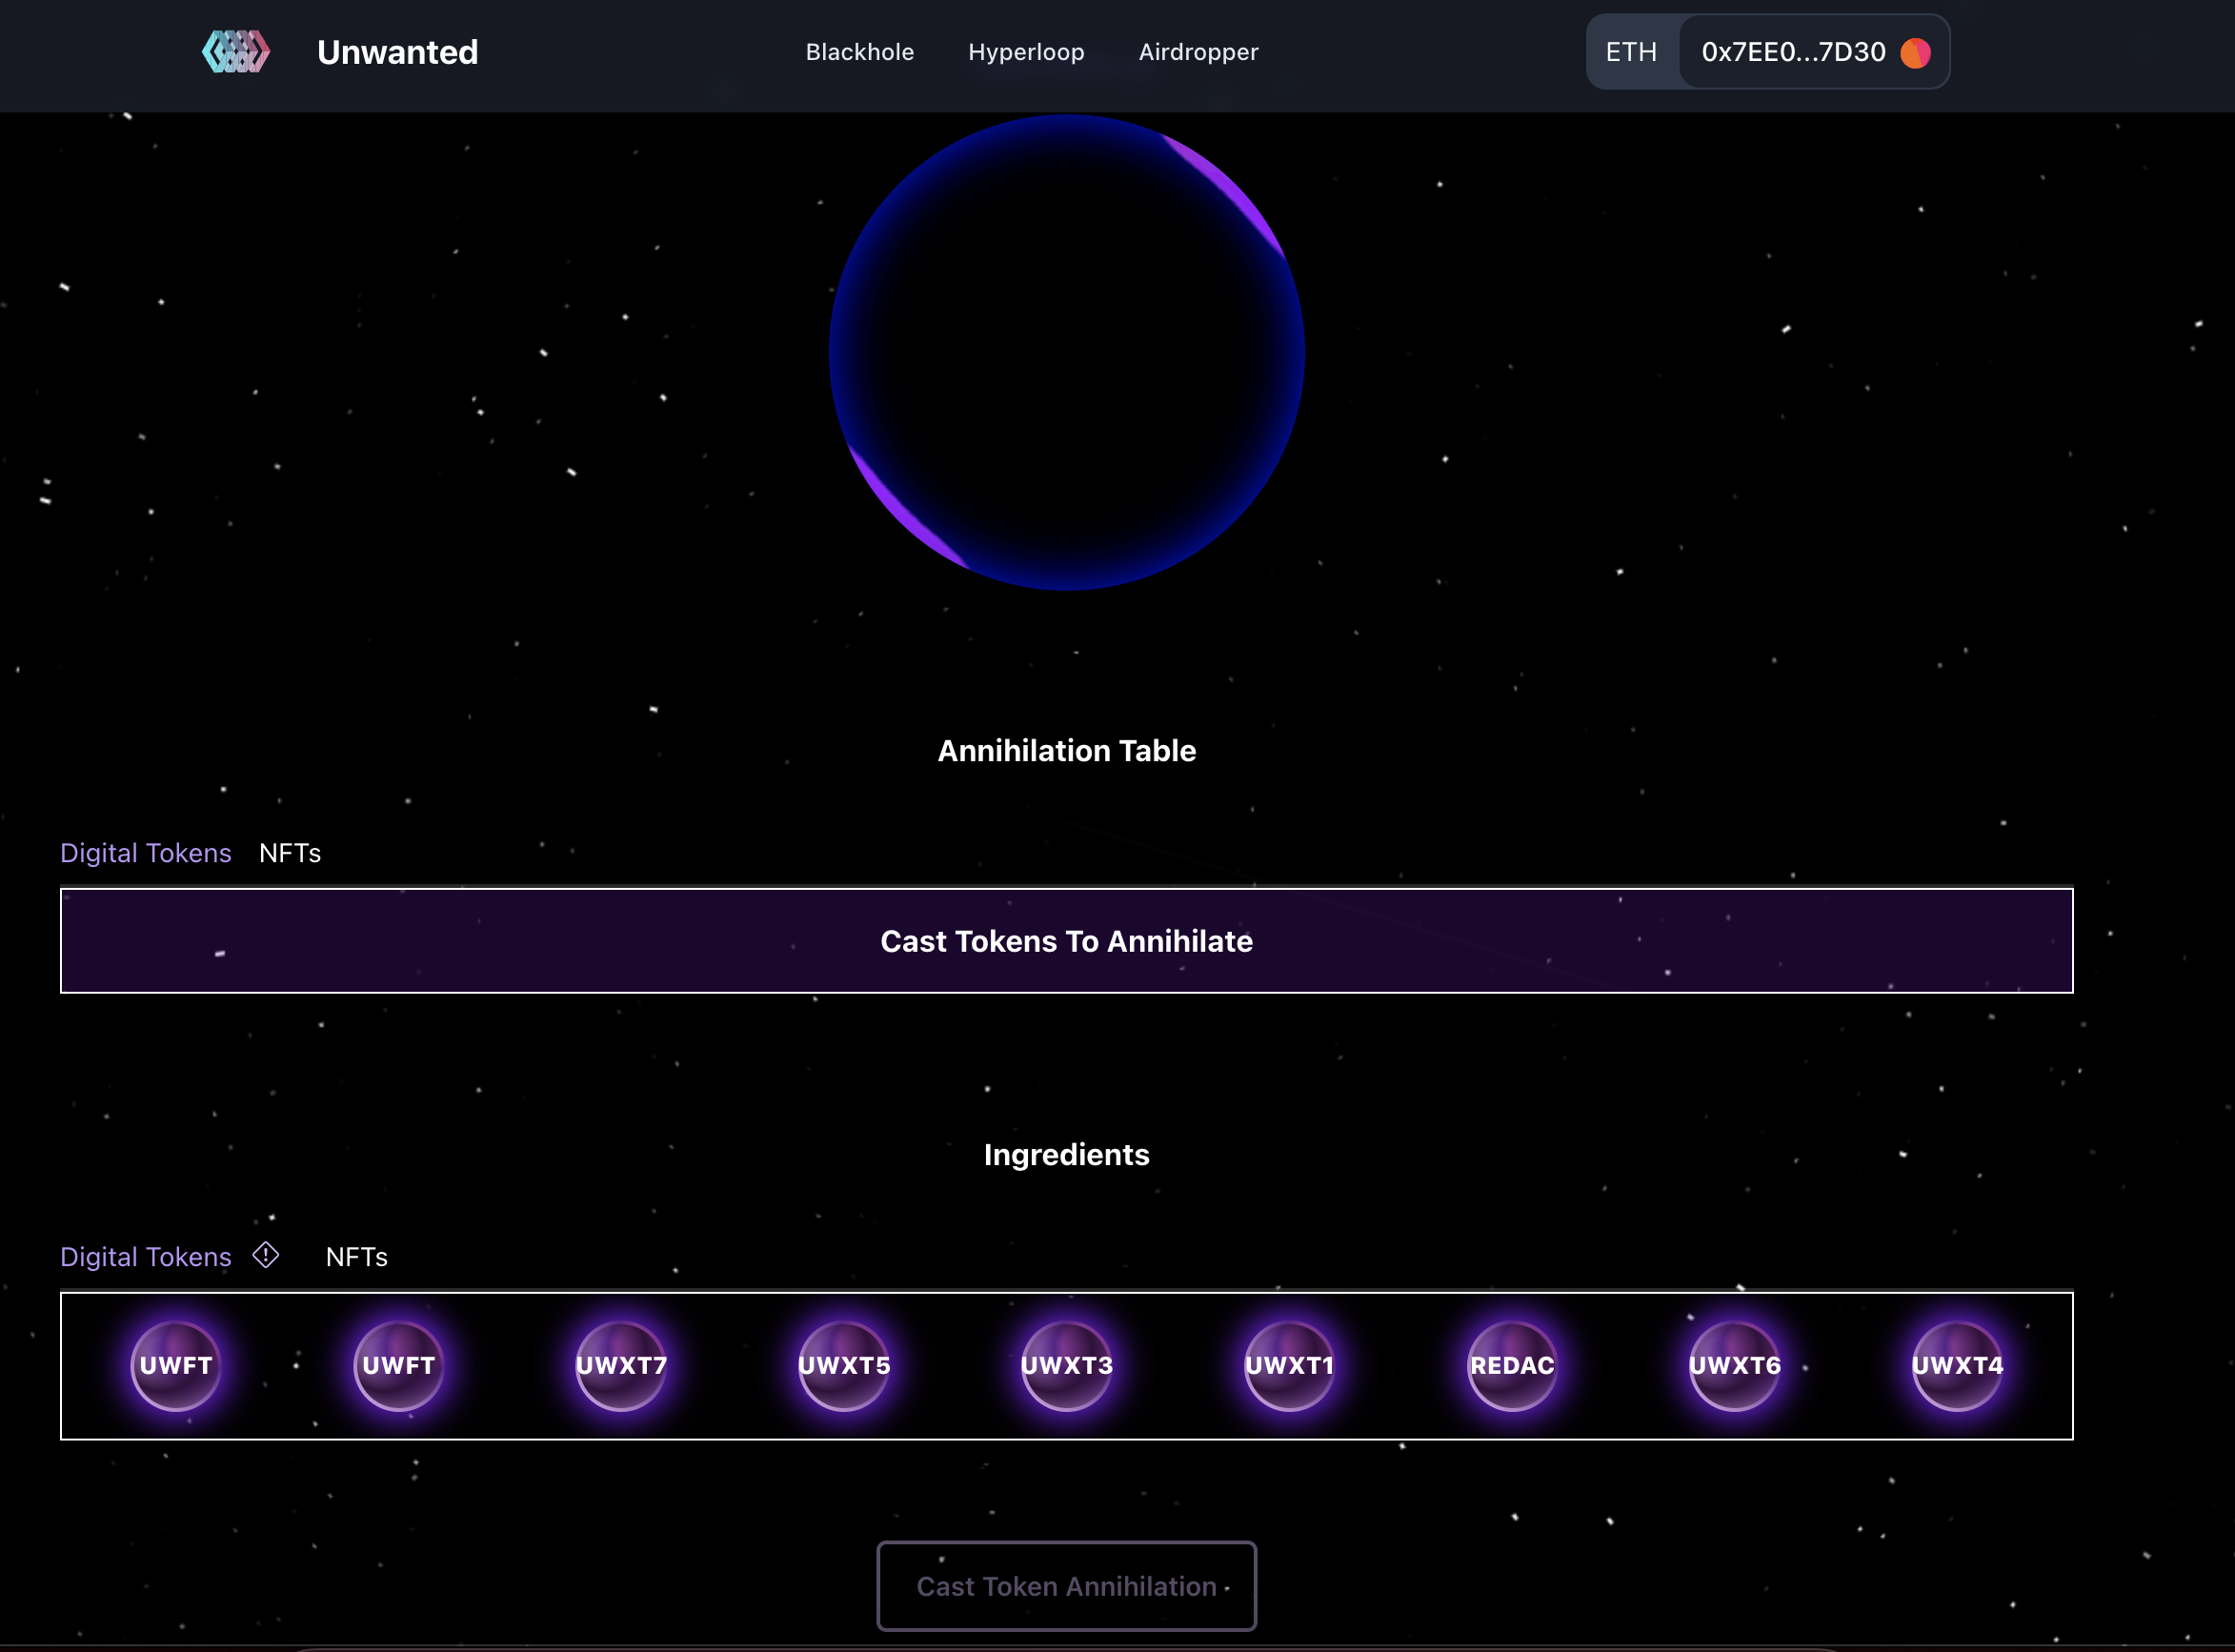 Unwanted
Blackhole Hyperloop Airdropper
ETH 0x7EE0...7D30
Annihilation Table
Digital Tokens NFTs
Cast Tokens To Annihilate
Ingredients
Digital Tokens NFTs
UWFT UWFT UWXT7 UWXT5 UWXT3 UWXT1 REDAC UWXT6 UWXT4
Cast Token Annihilation